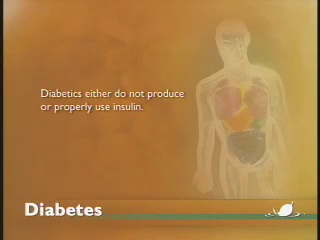 Diabetics either do not produce
or properly use insulin.
Diabetes